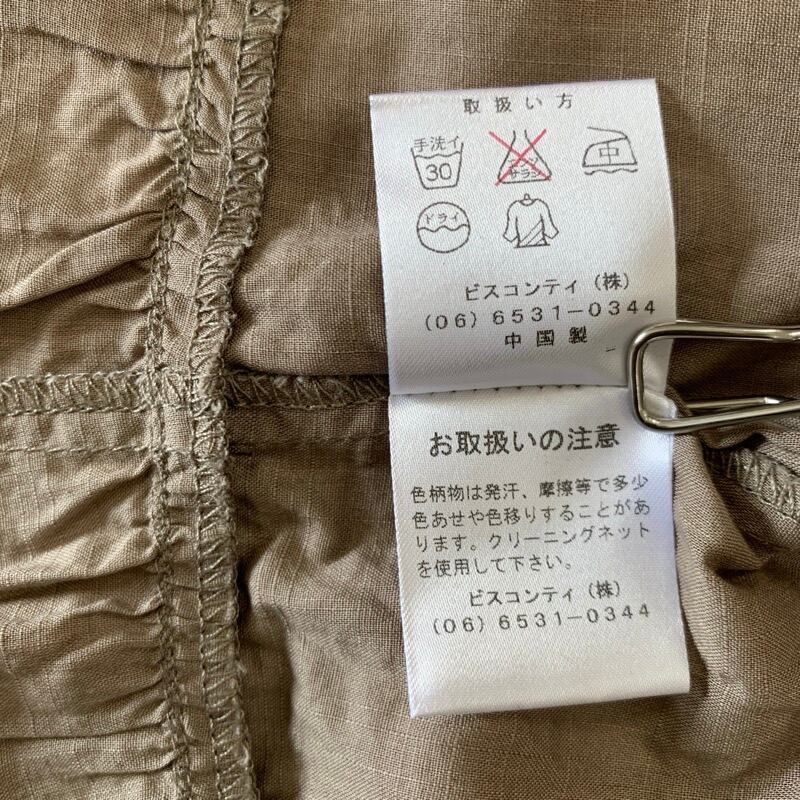 取扱い方
手洗イ
30
エンソ
サラシ
中
ドライ
ビスコンティ(株)
(06)6531-0344
中国製
お取扱いの注意
色柄物は発汗、摩擦等で多少
色あせや色移りすることがあ
ります。クリーニングネット
を使用して下さい。
ビスコンティ(株)
(06)6531-0344